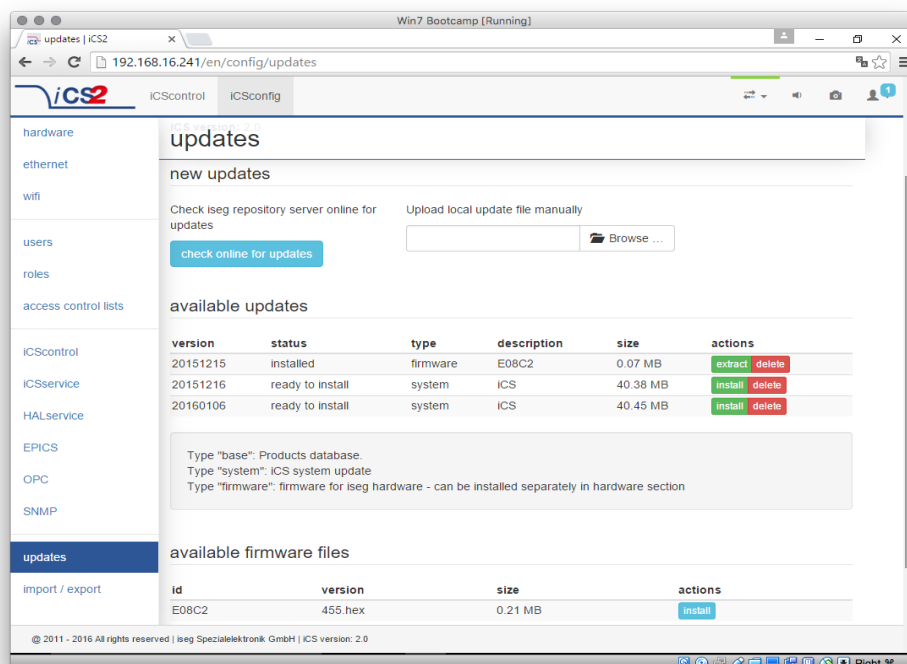 Win7 Bootcamp [Running]
updates | iCS2
192.168.16.241/en/config/updates
iCS2
iCScontrol
iCSconfig
1
hardware
ethernet
wifi
users
roles
access control lists
iCScontrol
iCSservice
HALservice
EPICS
OPC
SNMP
updates
import / export
iCS version: 2.0
updates
new updates
Check iseg repository server online for
updates
check online for updates
Upload local update file manually
Browse ...
available updates
version status type description size actions
20151215 installed firmware E08C2 0.07 MB extract delete
20151216 ready to install system iCS 40.38 MB install delete
20160106 ready to install system iCS 40.45 MB install delete
Type "base": Products database.
Type "system": iCS system update
Type "firmware": firmware for iseg hardware - can be installed separately in hardware section
available firmware files
id version size actions
E08C2 455.hex 0.21 MB install
@ 2011 - 2016 All rights reserved | iseg Spezialelektronik GmbH | iCS version: 2.0
Right ⌘